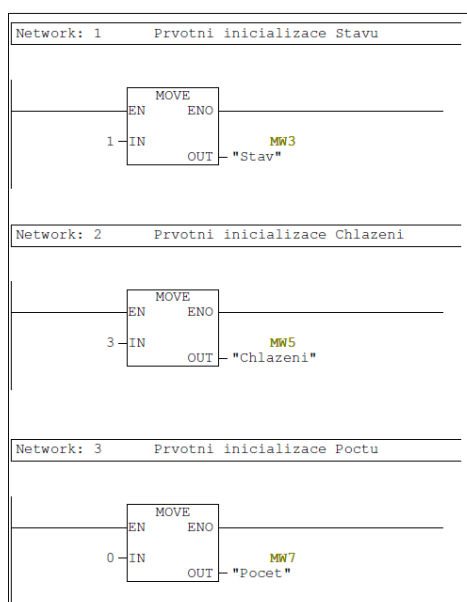 Network: 1 Prvotni inicializace Stavu
MOVE
EN ENO
1 IN MW3
OUT "Stav"
Network: 2 Prvotni inicializace Chlazeni
MOVE
EN ENO
3 IN MW5
OUT "Chlazeni"
Network: 3 Prvotni inicializace Poctu
MOVE
EN ENO
0 IN MW7
OUT "Pocet"